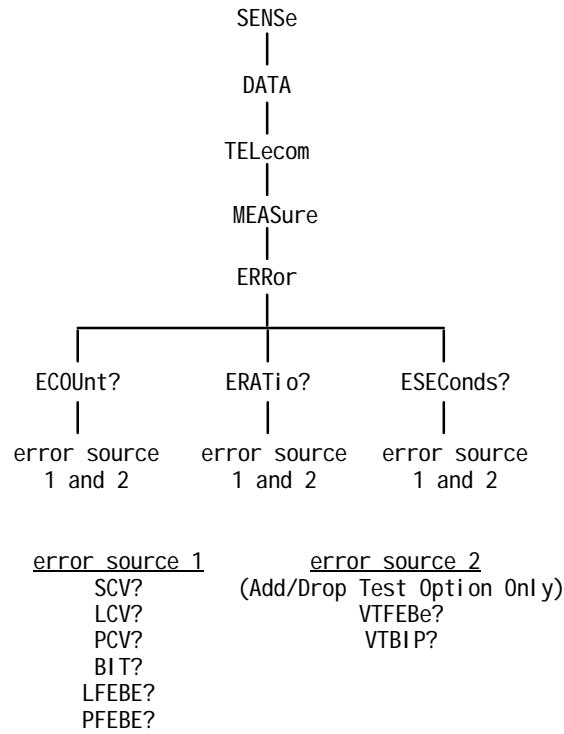 SENSe
DATA
TELecom
MEASure
ERRor
ECOUnt? ERATio? ESEConds?
error source error source error source
1 and 2 1 and 2 1 and 2
error source 1 error source 2
SCV? (Add/Drop Test Option Only)
LCV? VTFEBe?
PCV? VTBIP?
BIT?
LFEBE?
PFEBE?